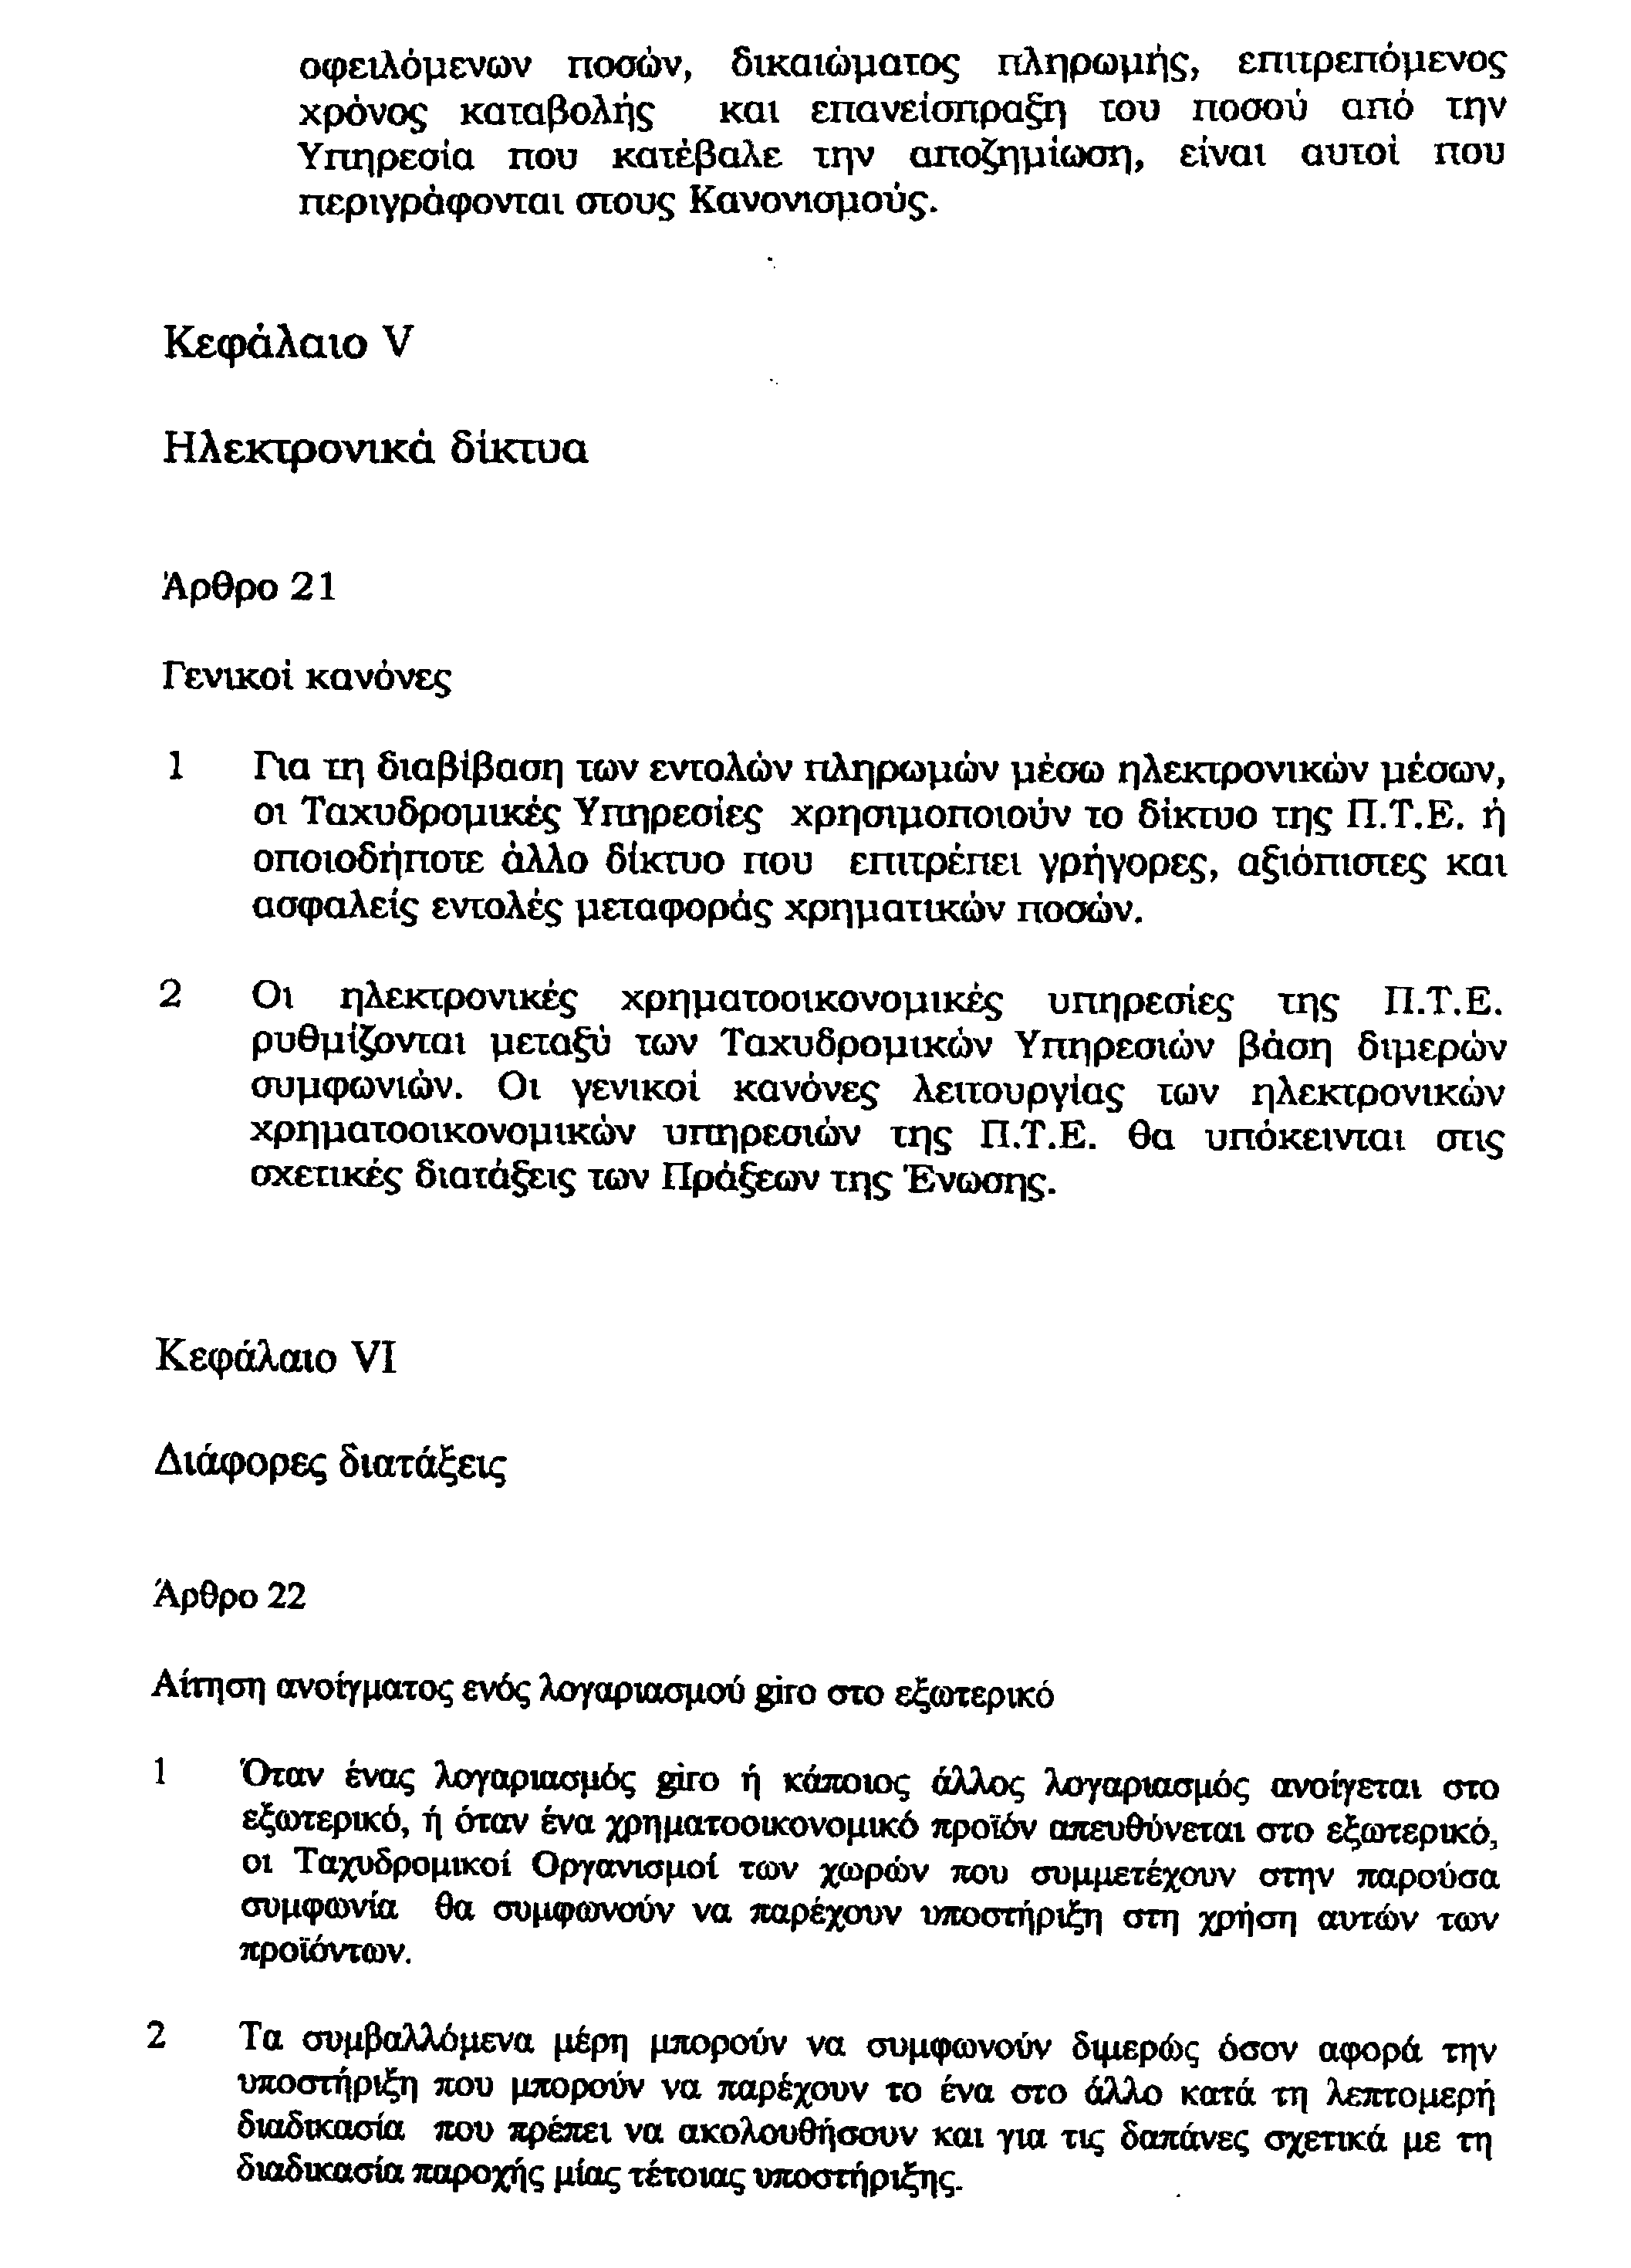 οφειλόμενων ποσών, δικαιώματος πληρωμής, επιτρεπόμενος
χρόνος καταβολής και επανείσπραξη του ποσού από την
Υπηρεσία που κατέβαλε την αποζημίωση, είναι αυτοί που
περιγράφονται στους Κανονισμούς.
Κεφάλαιο V
Ηλεκτρονικά δίκτυα
Άρθρο 21
Γενικοί κανόνες
1 Για τη διαβίβαση των εντολών πληρωμών μέσω ηλεκτρονικών μέσων,
οι Ταχυδρομικές Υπηρεσίες χρησιμοποιούν το δίκτυο της Π.Τ.Ε. ή
οποιοδήποτε άλλο δίκτυο που επιτρέπει γρήγορες, αξιόπιστες και
ασφαλείς εντολές μεταφοράς χρηματικών ποσών.
2 Οι ηλεκτρονικές χρηματοοικονομικές υπηρεσίες της Π.Τ.Ε.
ρυθμίζονται μεταξύ των Ταχυδρομικών Υπηρεσιών βάση διμερών
συμφωνιών. Οι γενικοί κανόνες λειτουργίας των ηλεκτρονικών
χρηματοοικονομικών υπηρεσιών της Π.Τ.Ε. θα υπόκεινται στις
σχετικές διατάξεις των Πράξεων της Ένωσης.
Κεφάλαιο VI
Διάφορες διατάξεις
Άρθρο 22
Αίτηση ανοίγματος ενός λογαριασμού giro στο εξωτερικό
1 Όταν ένας λογαριασμός giro ή κάποιος άλλος λογαριασμός ανοίγεται στο
εξωτερικό, ή όταν ένα χρηματοοικονομικό προϊόν απευθύνεται στο εξωτερικό,
οι Ταχυδρομικοί Οργανισμοί των χωρών που συμμετέχουν στην παρούσα
συμφωνία θα συμφωνούν να παρέχουν υποστήριξη στη χρήση αυτών των
προϊόντων.
2 Τα συμβαλλόμενα μέρη μπορούν να συμφωνούν διμερώς όσον αφορά την
υποστήριξη που μπορούν να παρέχουν το ένα στο άλλο κατά τη λεπτομερή
διαδικασία που πρέπει να ακολουθήσουν και για τις δαπάνες σχετικά με τη
διαδικασία παροχής μίας τέτοιας υποστήριξης.